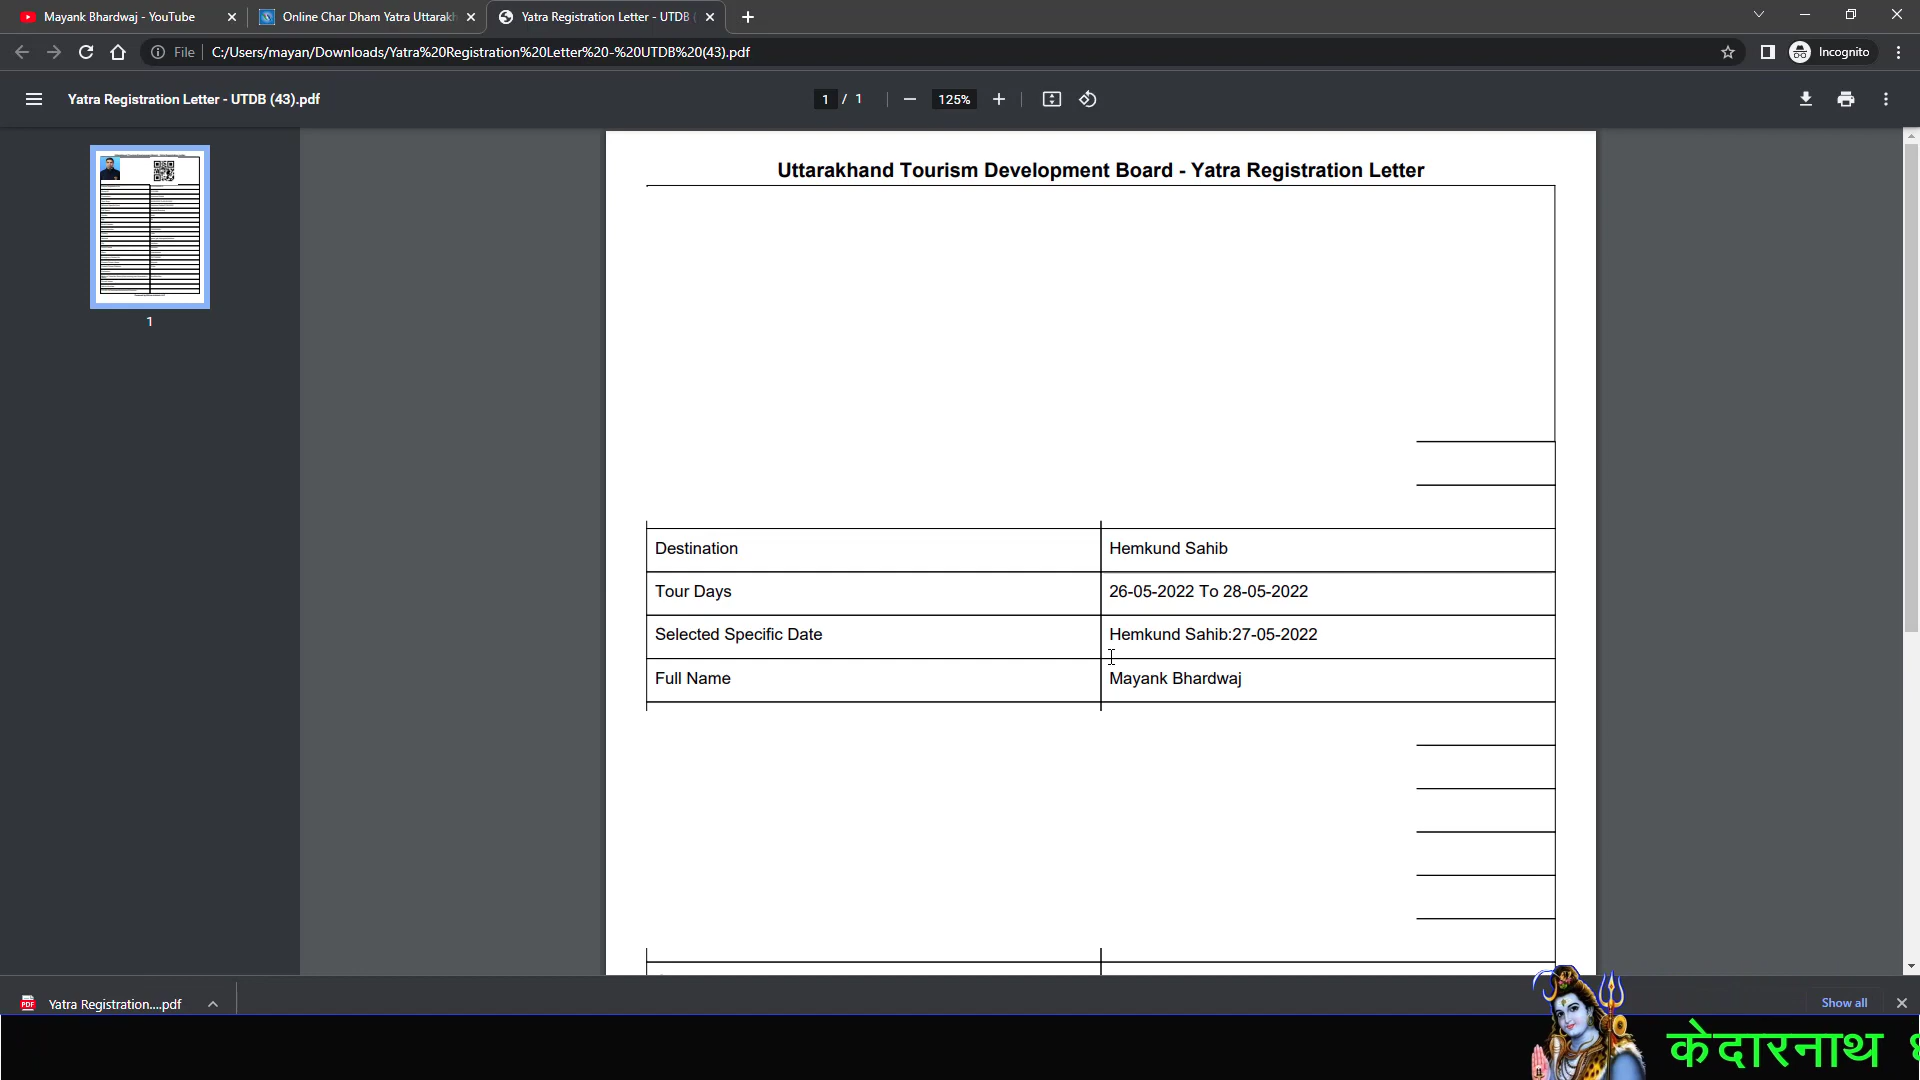 Mayank Bhardwaj - YouTube
Online Char Dham Yatra Uttarakh
Yatra Registration Letter - UTDB (
File
C:/Users/mayan/Downloads/Yatra%20Registration%20Letter%20-%20UTDB%20(43).pdf
Incognito
Yatra Registration Letter - UTDB (43).pdf
1 / 1
125%
1
Uttarakhand Tourism Development Board - Yatra Registration Letter
Destination Hemkund Sahib
Tour Days 26-05-2022 To 28-05-2022
Selected Specific Date Hemkund Sahib:27-05-2022
Full Name Mayank Bhardwaj
PDF
Yatra Registration....pdf
Show all
केदारनाथ